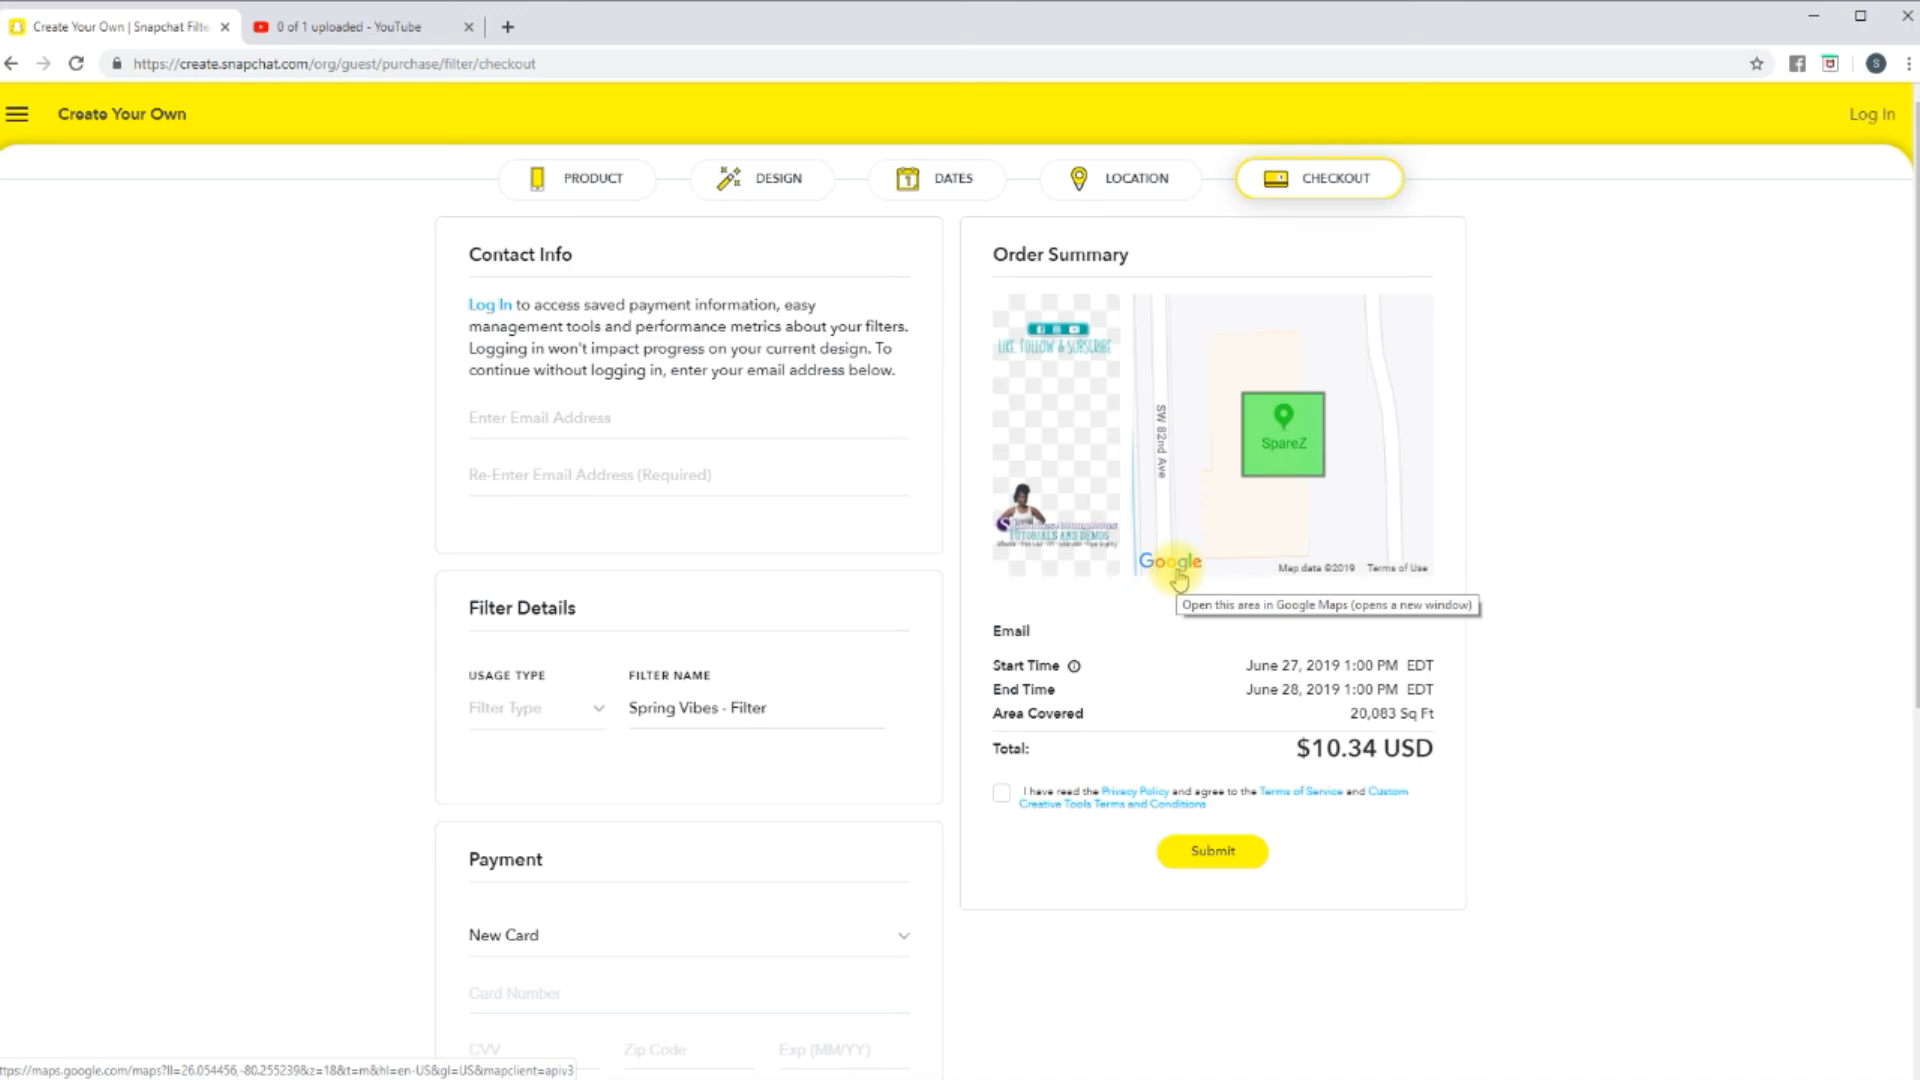 Create Your Own | Snapchat Filte
0 of 1 uploaded - YouTube
https://create.snapchat.com/org/guest/purchase/filter/checkout
S
Create Your Own
Log In
PRODUCT
DESIGN
1
DATES
LOCATION
CHECKOUT
Contact Info
Log In to access saved payment information, easy
management tools and performance metrics about your filters.
Logging in won't impact progress on your current design. To
continue without logging in, enter your email address below.
Enter Email Address
Re-Enter Email Address (Required)
Filter Details
USAGE TYPE
FILTER NAME
Filter Type
Spring Vibes - Filter
Payment
New Card
Card Number
CVV
Zip Code
Exp (MM/YY)
Order Summary
LIKE, FOLLOW & SUBSCRIBE
TUTORIALS AND DEMOS
SW 82nd Ave
SpareZ
Google
Map data ©2019
Terms of Use
Open this area in Google Maps (opens a new window)
Email
Start Time
June 27, 2019 1:00 PM EDT
End Time
June 28, 2019 1:00 PM EDT
Area Covered
20,083 Sq Ft
Total:
$10.34 USD
I have read the Privacy Policy and agree to the Terms of Service and Custom
Creative Tools Terms and Conditions
Submit
ttps://maps.google.com/maps?ll=26.054456,-80.255239&z=18&t=m&hl=en-US&gl=US&mapclient=apiv3